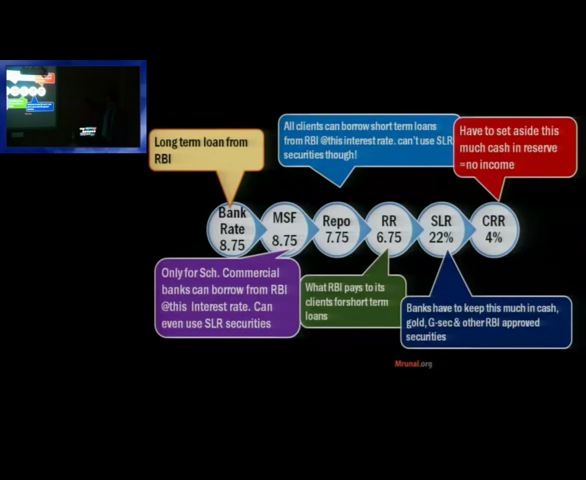 Long term loan from
RBI
All clients can borrow short term loans
from RBI @this interest rate. can't use SLR
securities though!
Have to set aside this
much cash in reserve
=no income
Bank
Rate
8.75
MSF
8.75
Repo
7.75
RR
6.75
SLR
22%
CRR
4%
Only for Sch. Commercial
banks can borrow from RBI
@this Interest rate. Can
even use SLR securities
What RBI pays to its
clients for short term
loans
Banks have to keep this much in cash,
gold, G-sec & other RBI approved
securities
Mrunal.org